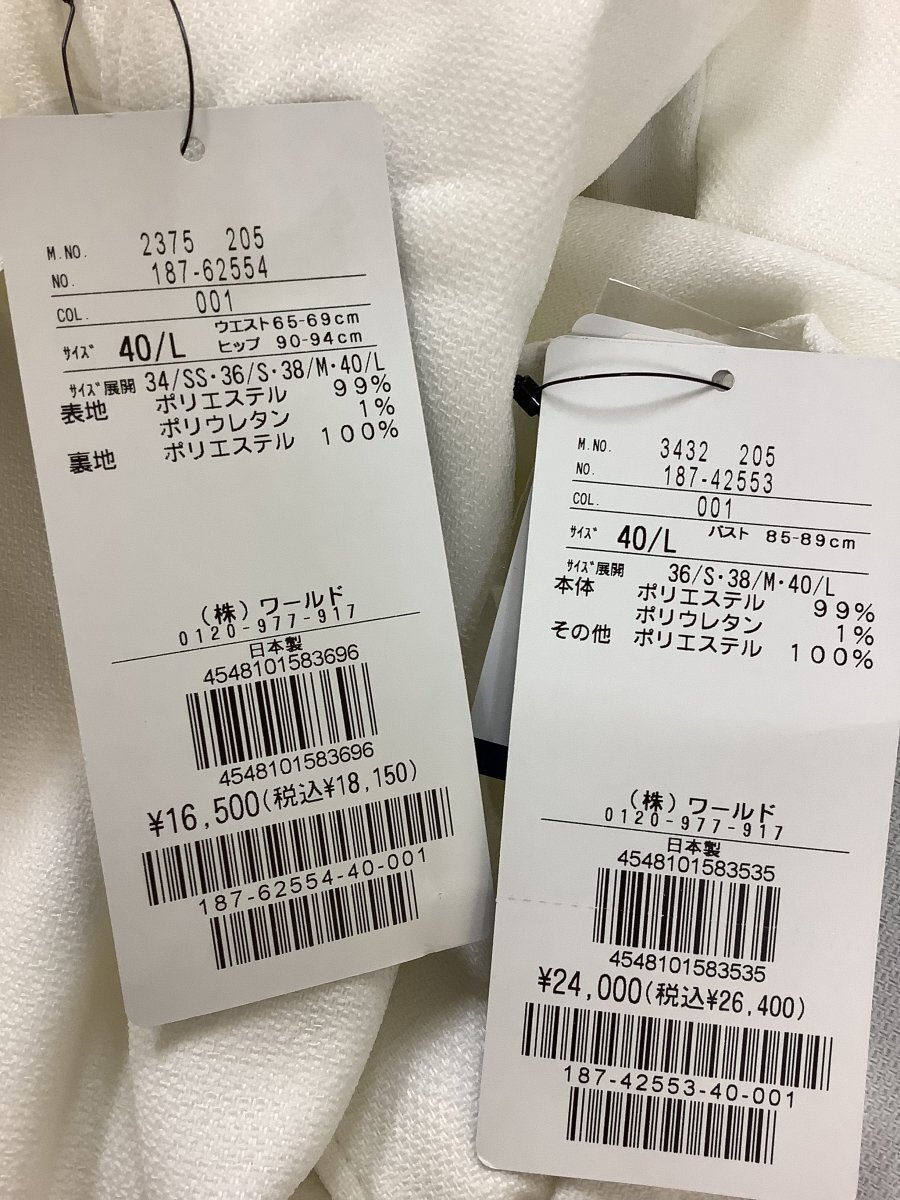 M.NO. 2375 205
NO. 187-62554
COL. 001
ｻｲｽﾞ 40/L ウエスト65-69cm
ヒップ 90-94cm
ｻｲｽﾞ展開 34/SS・36/S・38/M・40/L
表地 ポリエステル 99%
ポリウレタン 1%
裏地 ポリエステル 100%
(株)ワールド
0120-977-917
日本製
4548101583696
4548101583696
¥16,500(税込¥18,150)
187-62554-40-001
M.NO. 3432 205
NO. 187-42553
COL. 001
ｻｲｽﾞ 40/L バスト 85-89cm
ｻｲｽﾞ展開 36/S・38/M・40/L
本体 ポリエステル 99%
ポリウレタン 1%
その他 ポリエステル 100%
(株)ワールド
0120-977-917
日本製
4548101583535
4548101583535
¥24,000(税込¥26,400)
187-42553-40-001